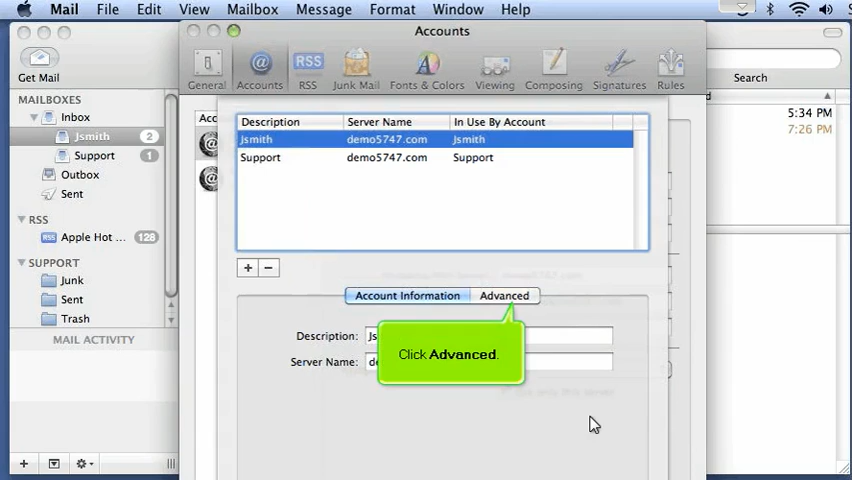 Mail File Edit View Mailbox Message Format Window Help
Accounts
Get Mail
General Accounts RSS Junk Mail Fonts & Colors Viewing Composing Signatures Rules
Search
MAILBOXES
Inbox
Jsmith 2
Support 1
Outbox
Sent
RSS
Apple Hot ... 128
SUPPORT
Junk
Sent
Trash
MAIL ACTIVITY
Acc
Description Server Name In Use By Account
Jsmith demo5747.com Jsmith
Support demo5747.com Support
d
5:34 PM
7:26 PM
+ −
Account Information Advanced
Description: Js
Server Name: de
Click Advanced.